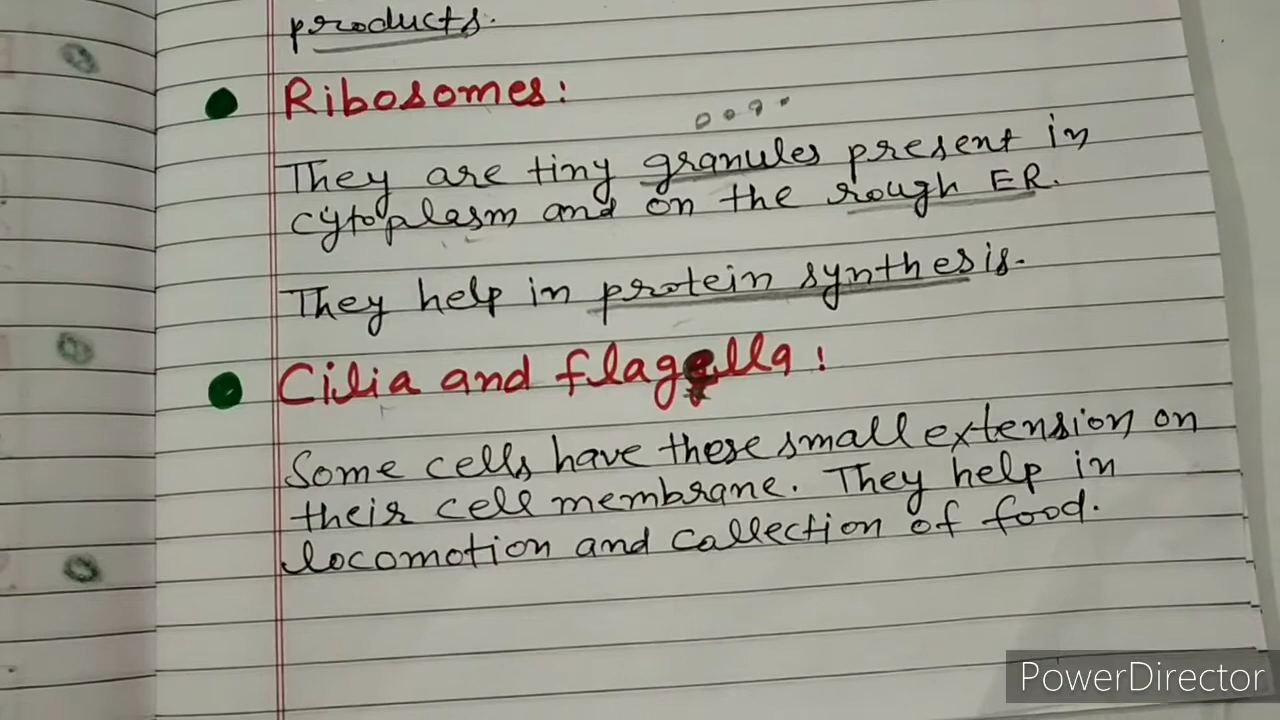 products.
Ribosomes:
They are tiny granules present in
cytoplasm and on the rough ER.
They help in protein synthesis.
Cilia and flagella:
Some cells have these small extension on
their cell membrane. They help in
locomotion and collection of food.
PowerDirector